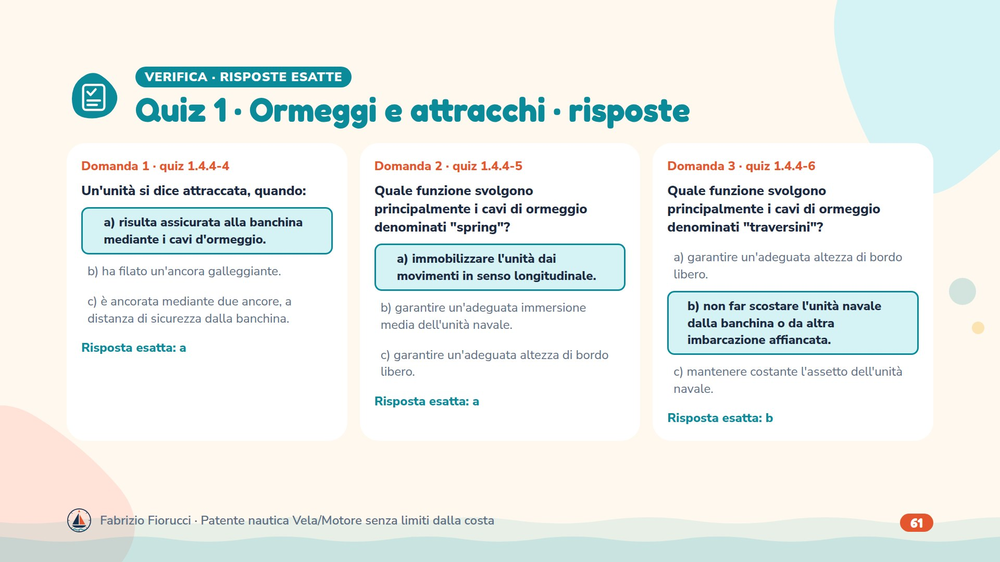 VERIFICA · RISPOSTE ESATTE
Quiz 1 · Ormeggi e attracchi · risposte
Domanda 1 · quiz 1.4.4-4
Un'unità si dice attraccata, quando:
a) risulta assicurata alla banchina
mediante i cavi d'ormeggio.
b) ha filato un'ancora galleggiante.
c) è ancorata mediante due ancore, a
distanza di sicurezza dalla banchina.
Risposta esatta: a
Domanda 2 · quiz 1.4.4-5
Quale funzione svolgono
principalmente i cavi di ormeggio
denominati "spring"?
a) immobilizzare l'unità dai
movimenti in senso longitudinale.
b) garantire un'adeguata immersione
media dell'unità navale.
c) garantire un'adeguata altezza di bordo
libero.
Risposta esatta: a
Domanda 3 · quiz 1.4.4-6
Quale funzione svolgono
principalmente i cavi di ormeggio
denominati "traversini"?
a) garantire un'adeguata altezza di bordo
libero.
b) non far scostare l'unità navale
dalla banchina o da altra
imbarcazione affiancata.
c) mantenere costante l'assetto dell'unità
navale.
Risposta esatta: b
Fabrizio Fiorucci · Patente nautica Vela/Motore senza limiti dalla costa
61